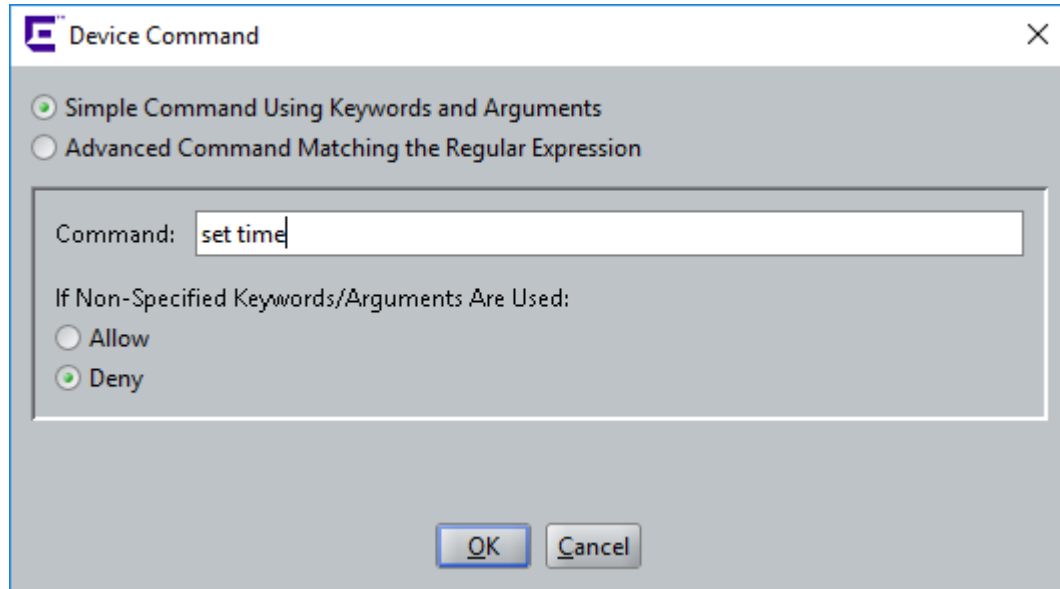 Device Command
Simple Command Using Keywords and Arguments
Advanced Command Matching the Regular Expression
Command: set time
If Non-Specified Keywords/Arguments Are Used:
Allow
Deny
OK Cancel